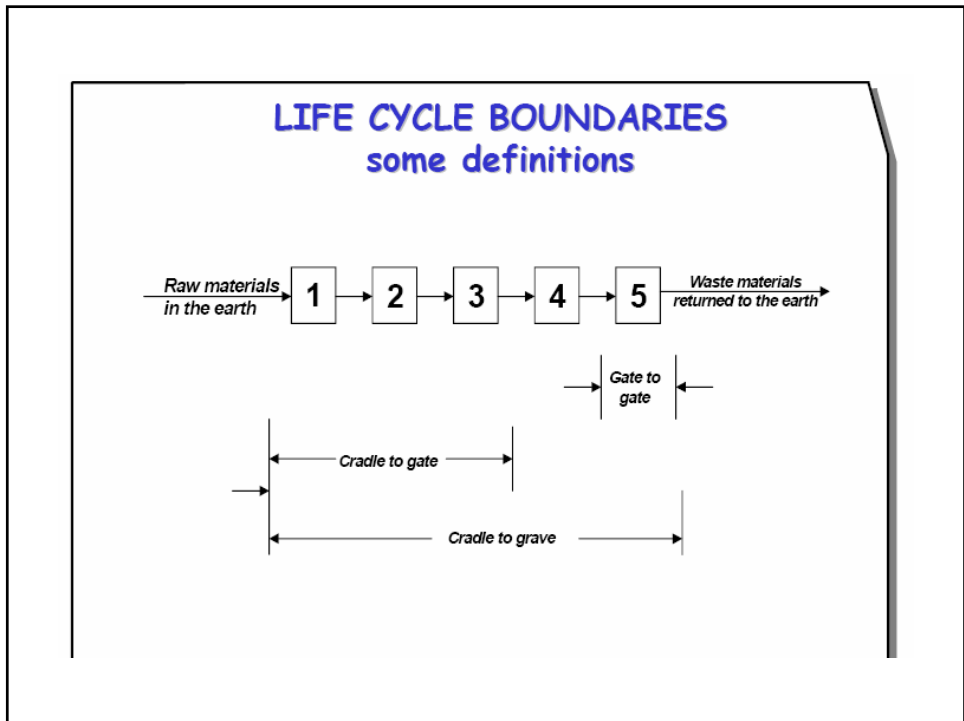 LIFE CYCLE BOUNDARIES
some definitions
Raw materials
in the earth
1
2
3
4
5
Waste materials
returned to the earth
Gate to
gate
Cradle to gate
Cradle to grave